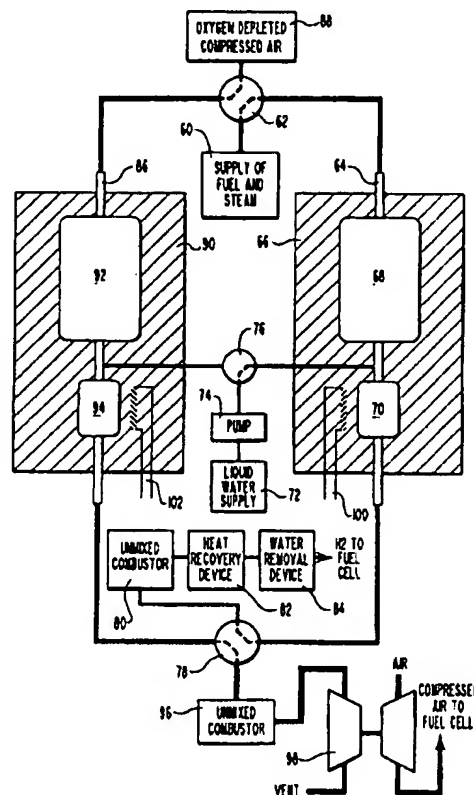 OXYGEN DEPLETED
COMPRESSED AIR
88
62
60
SUPPLY OF
FUEL AND
STEAM
86
64
90
66
92
68
76
94
70
74
PUMP
102
LIQUID
WATER
SUPPLY
72
100
UNMIXED
COMBUSTOR
HEAT
RECOVERY
DEVICE
WATER
REMOVAL
DEVICE
H2 TO
FUEL
CELL
80
82
84
78
UNMIXED
COMBUSTOR
96
AIR
COMPRESSED
AIR TO
FUEL CELL
98
VENT